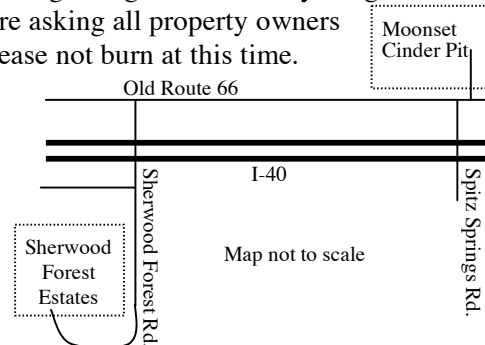 re asking all property owners
ease not burn at this time.
Moonset
Cinder Pit
Old Route 66
I-40
Sherwood Forest Rd.
Spitz Springs Rd.
Sherwood
Forest
Estates
Map not to scale